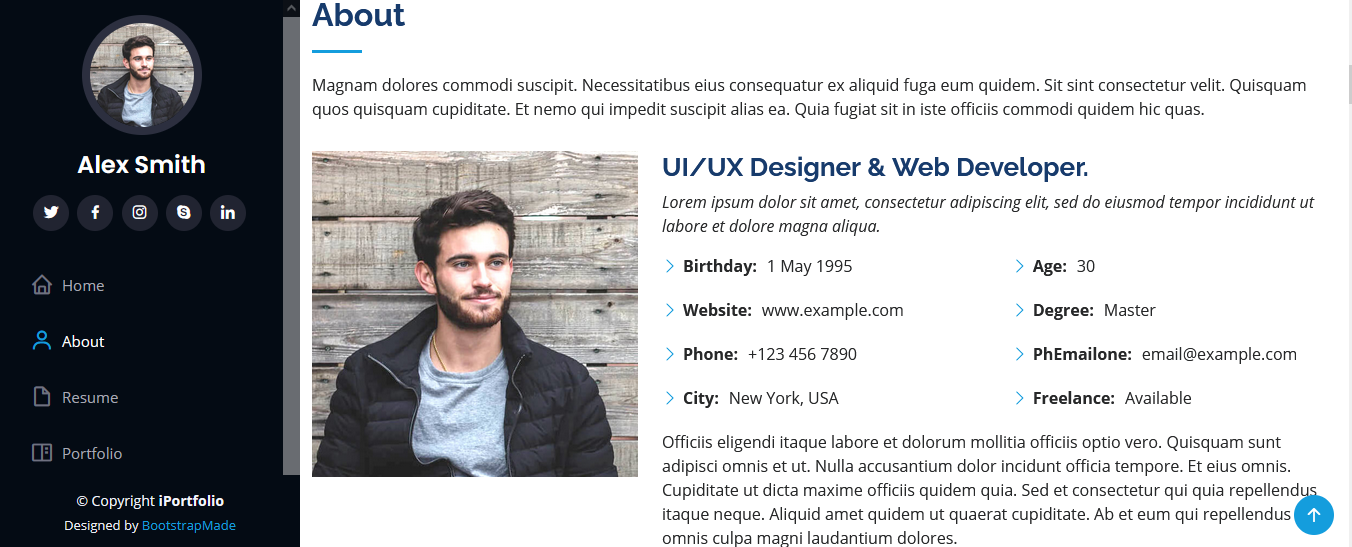 Alex Smith
Home
About
Resume
Portfolio
© Copyright iPortfolio
Designed by BootstrapMade
About
Magnam dolores commodi suscipit. Necessitatibus eius consequatur ex aliquid fuga eum quidem. Sit sint consectetur velit. Quisquam
quos quisquam cupiditate. Et nemo qui impedit suscipit alias ea. Quia fugiat sit in iste officiis commodi quidem hic quas.
UI/UX Designer & Web Developer.
Lorem ipsum dolor sit amet, consectetur adipiscing elit, sed do eiusmod tempor incididunt ut
labore et dolore magna aliqua.
Birthday: 1 May 1995
Age: 30
Website: www.example.com
Degree: Master
Phone: +123 456 7890
PhEmailone: email@example.com
City: New York, USA
Freelance: Available
Officiis eligendi itaque labore et dolorum mollitia officiis optio vero. Quisquam sunt
adipisci omnis et ut. Nulla accusantium dolor incidunt officia tempore. Et eius omnis.
Cupiditate ut dicta maxime officiis quidem quia. Sed et consectetur qui quia repellendus
itaque neque. Aliquid amet quidem ut quaerat cupiditate. Ab et eum qui repellendus
omnis culpa magni laudantium dolores.